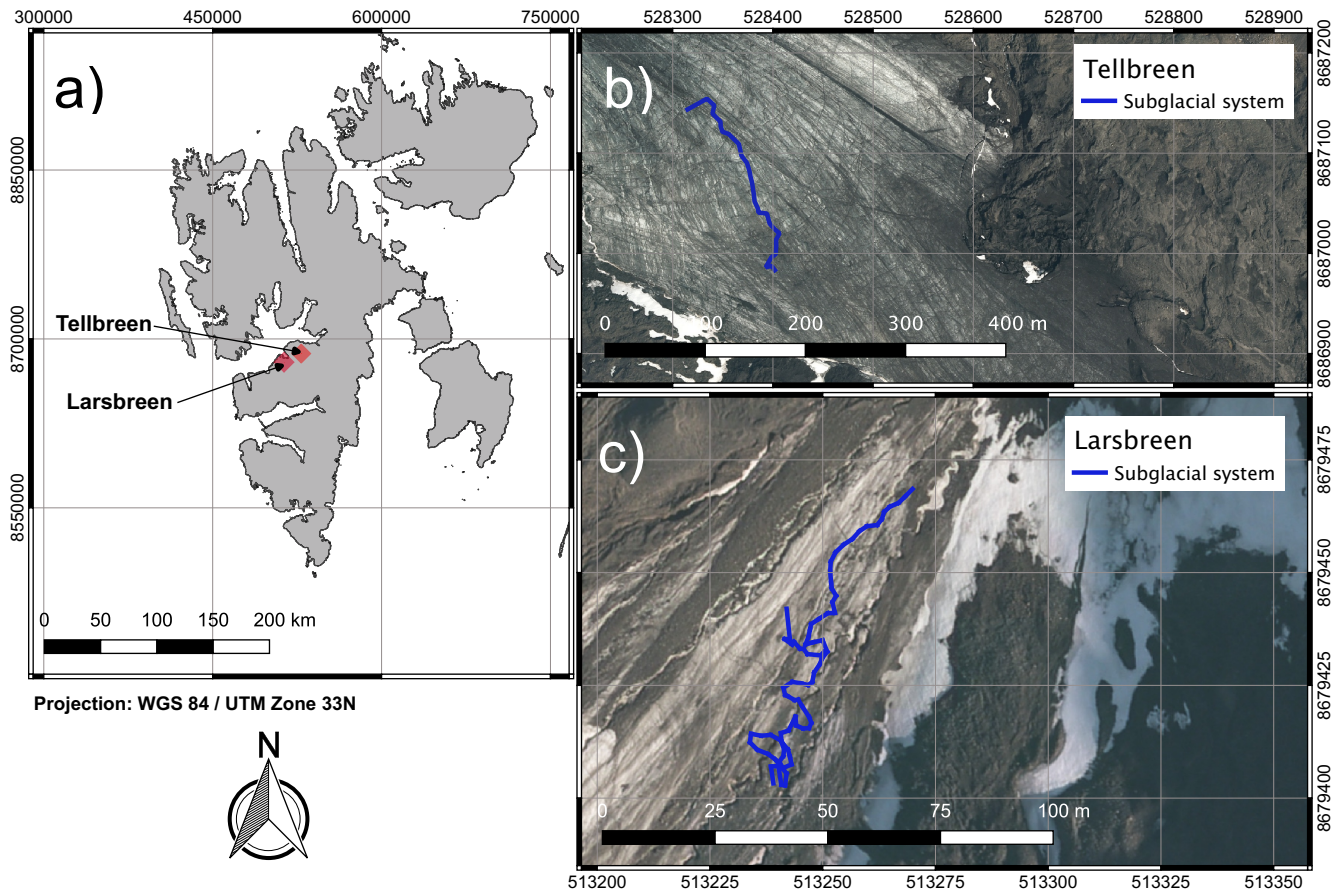 300000 450000 600000 750000
a)
8850000
8700000
8550000
Tellbreen
Larsbreen
0 50 100 150 200 km
Projection: WGS 84 / UTM Zone 33N
N
528300 528400 528500 528600 528700 528800 528900
b)
Tellbreen
Subglacial system
8687200
8687100
8687000
8686900
0 100 200 300 400 m
c)
Larsbreen
Subglacial system
8679475
8679450
8679425
8679400
0 25 50 75 100 m
513200 513225 513250 513275 513300 513325 513350